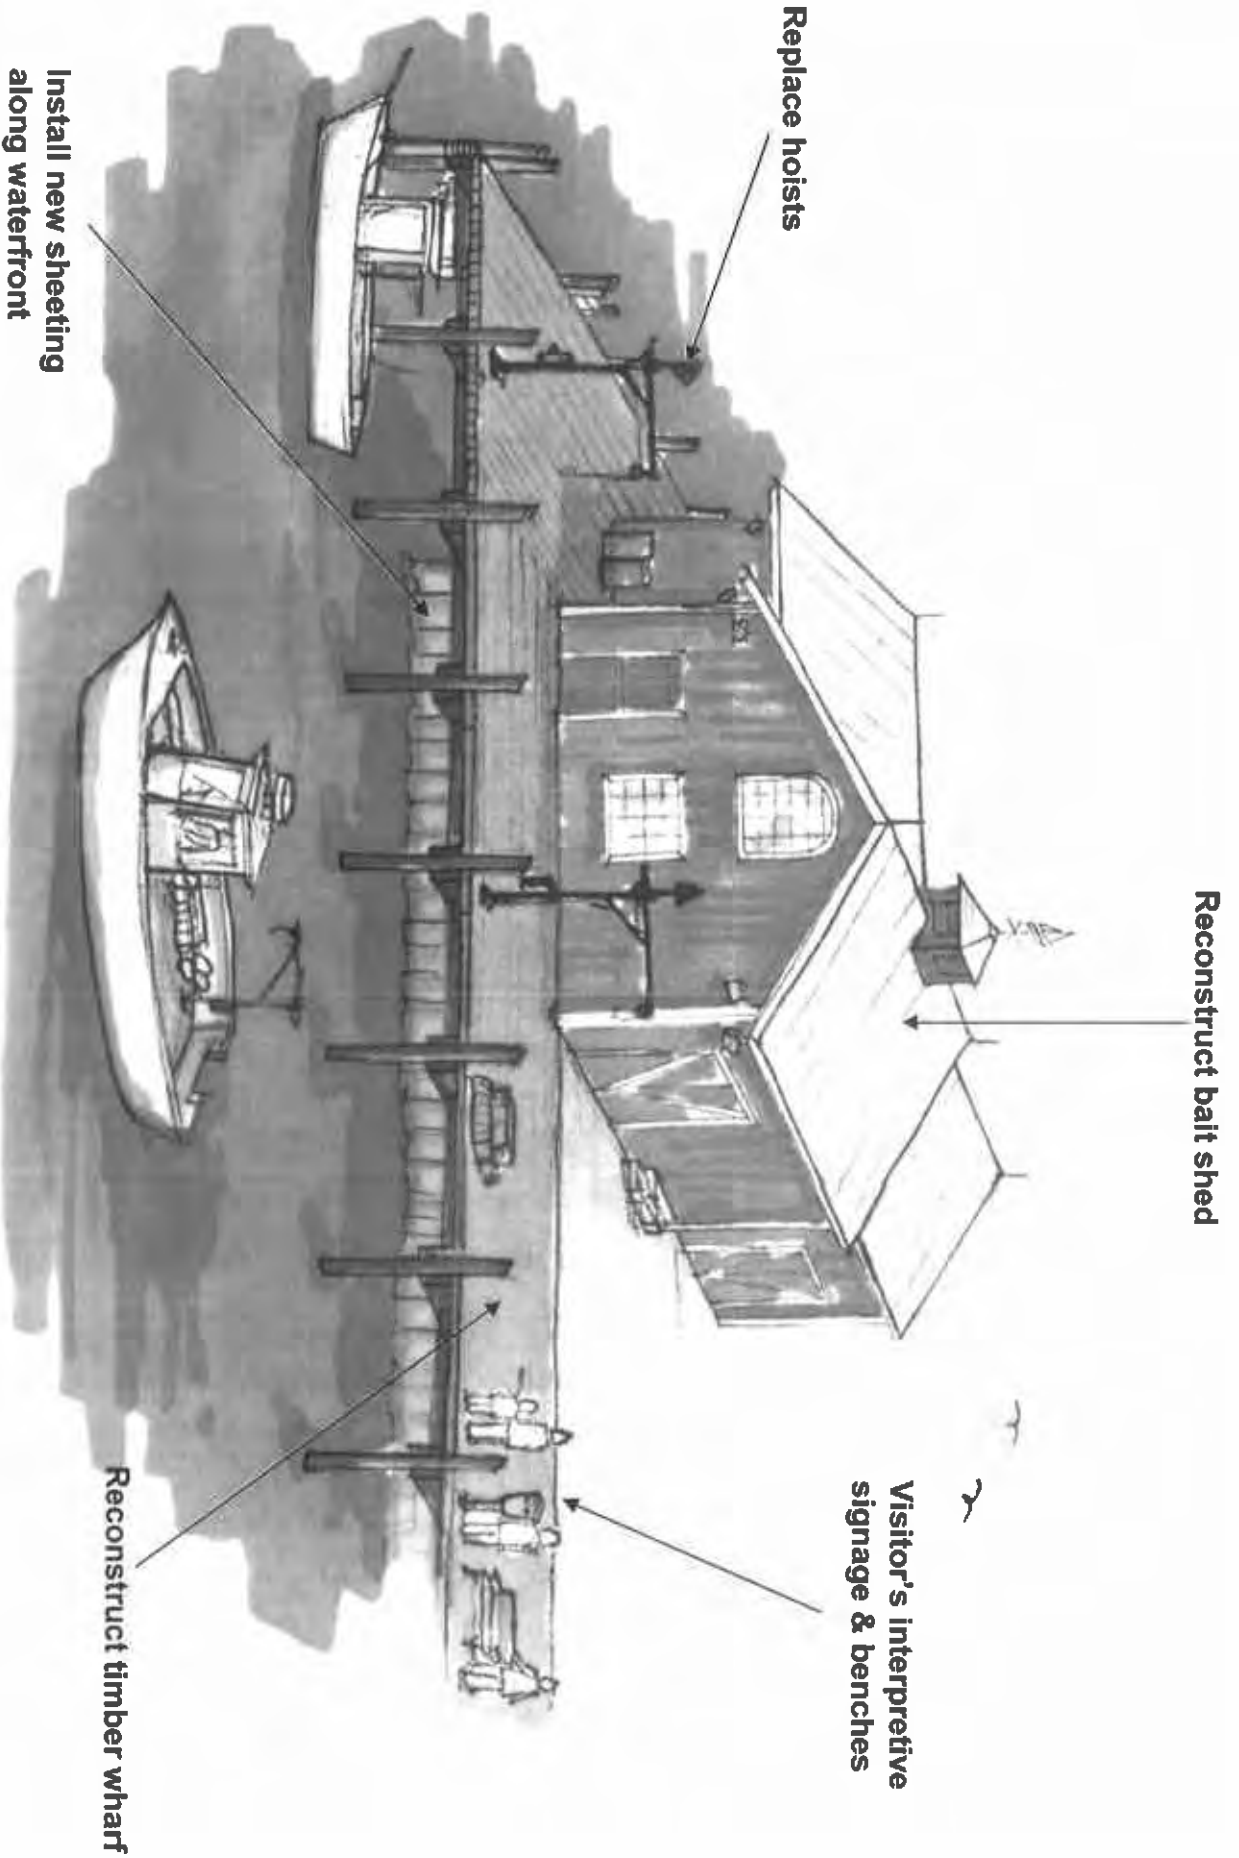 Reconstruct bait shed
Replace hoists
Visitor's interpretive
signage & benches
Install new sheeting
along waterfront
Reconstruct timber wharf